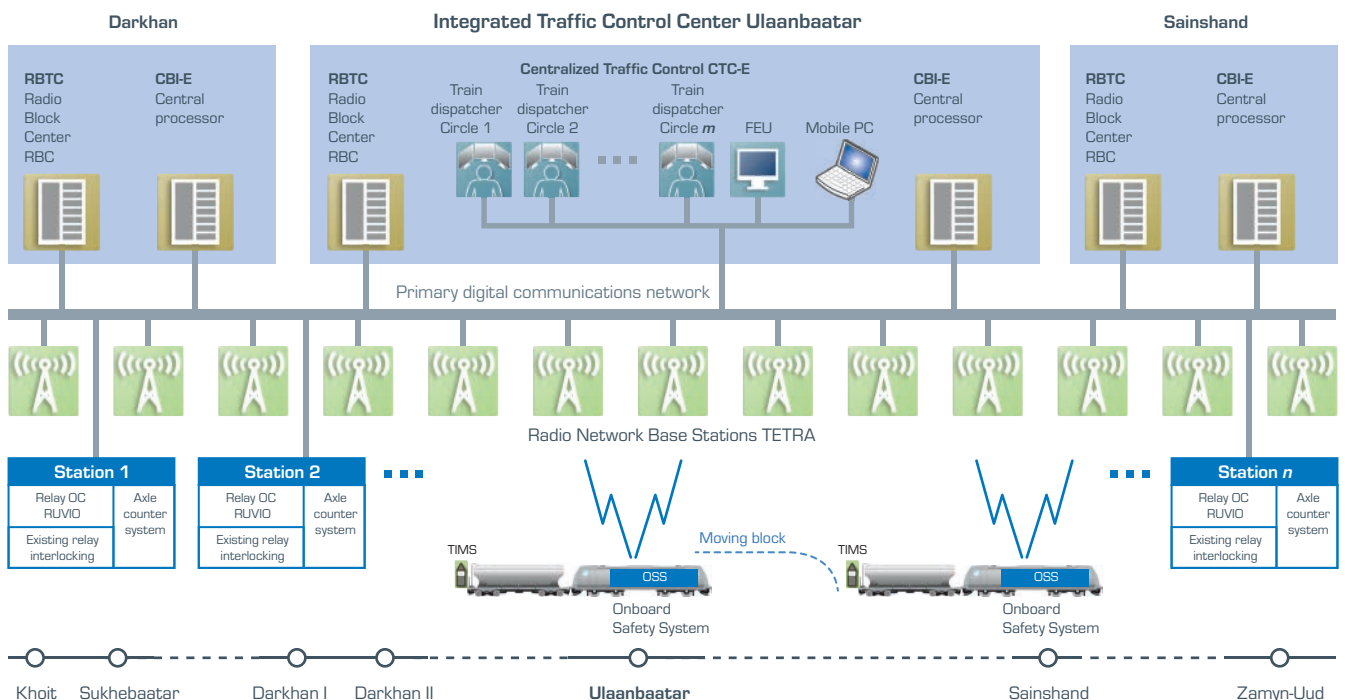 Darkhan
Integrated Traffic Control Center Ulaanbaatar
Sainshand
RBTC
Radio
Block
Center
RBC
CBI-E
Central
processor
RBTC
Radio
Block
Center
RBC
Centralized Traffic Control CTC-E
Train
dispatcher
Circle 1
Train
dispatcher
Circle 2
Train
dispatcher
Circle m
FEU
Mobile PC
CBI-E
Central
processor
RBTC
Radio
Block
Center
RBC
CBI-E
Central
processor
Primary digital communications network
Radio Network Base Stations TETRA
Station 1
Relay OC
RUVIO
Existing relay
interlocking
Axle
counter
system
Station 2
Relay OC
RUVIO
Existing relay
interlocking
Axle
counter
system
Station n
Relay OC
RUVIO
Existing relay
interlocking
Axle
counter
system
TIMS
OSS
Onboard
Safety System
Moving block
TIMS
OSS
Onboard
Safety System
Khoit
Sukhebaatar
Darkhan I
Darkhan II
Ulaanbaatar
Sainshand
Zamyn-Uud